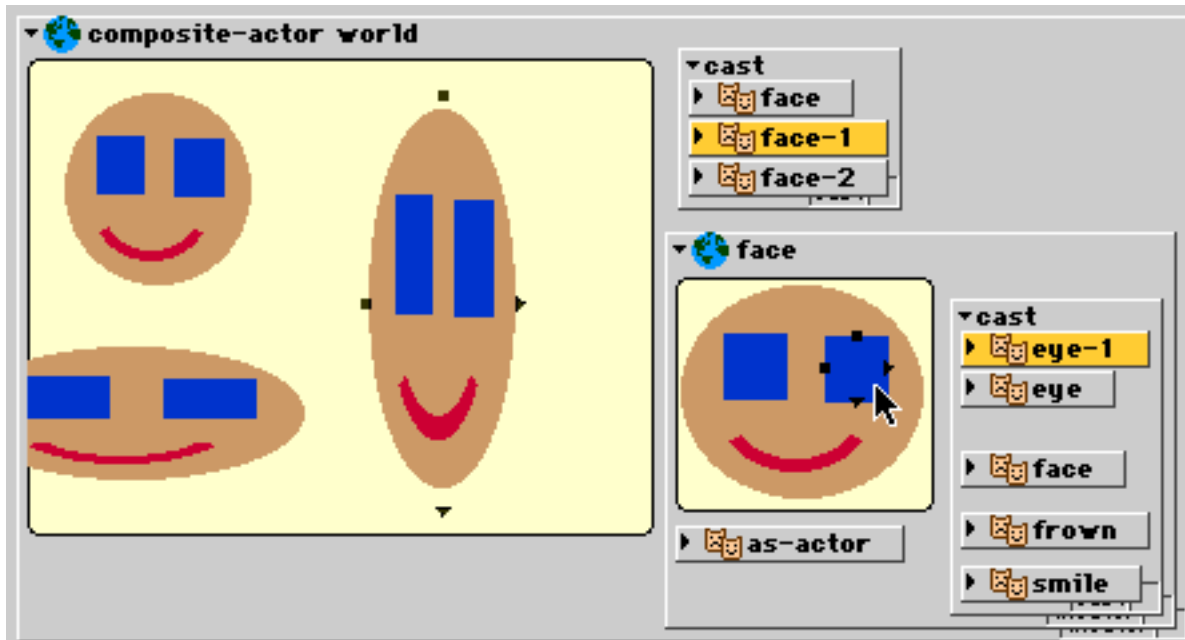 composite-actor world
cast
face
face-1
face-2
face
cast
eye-1
eye
face
frown
smile
as-actor